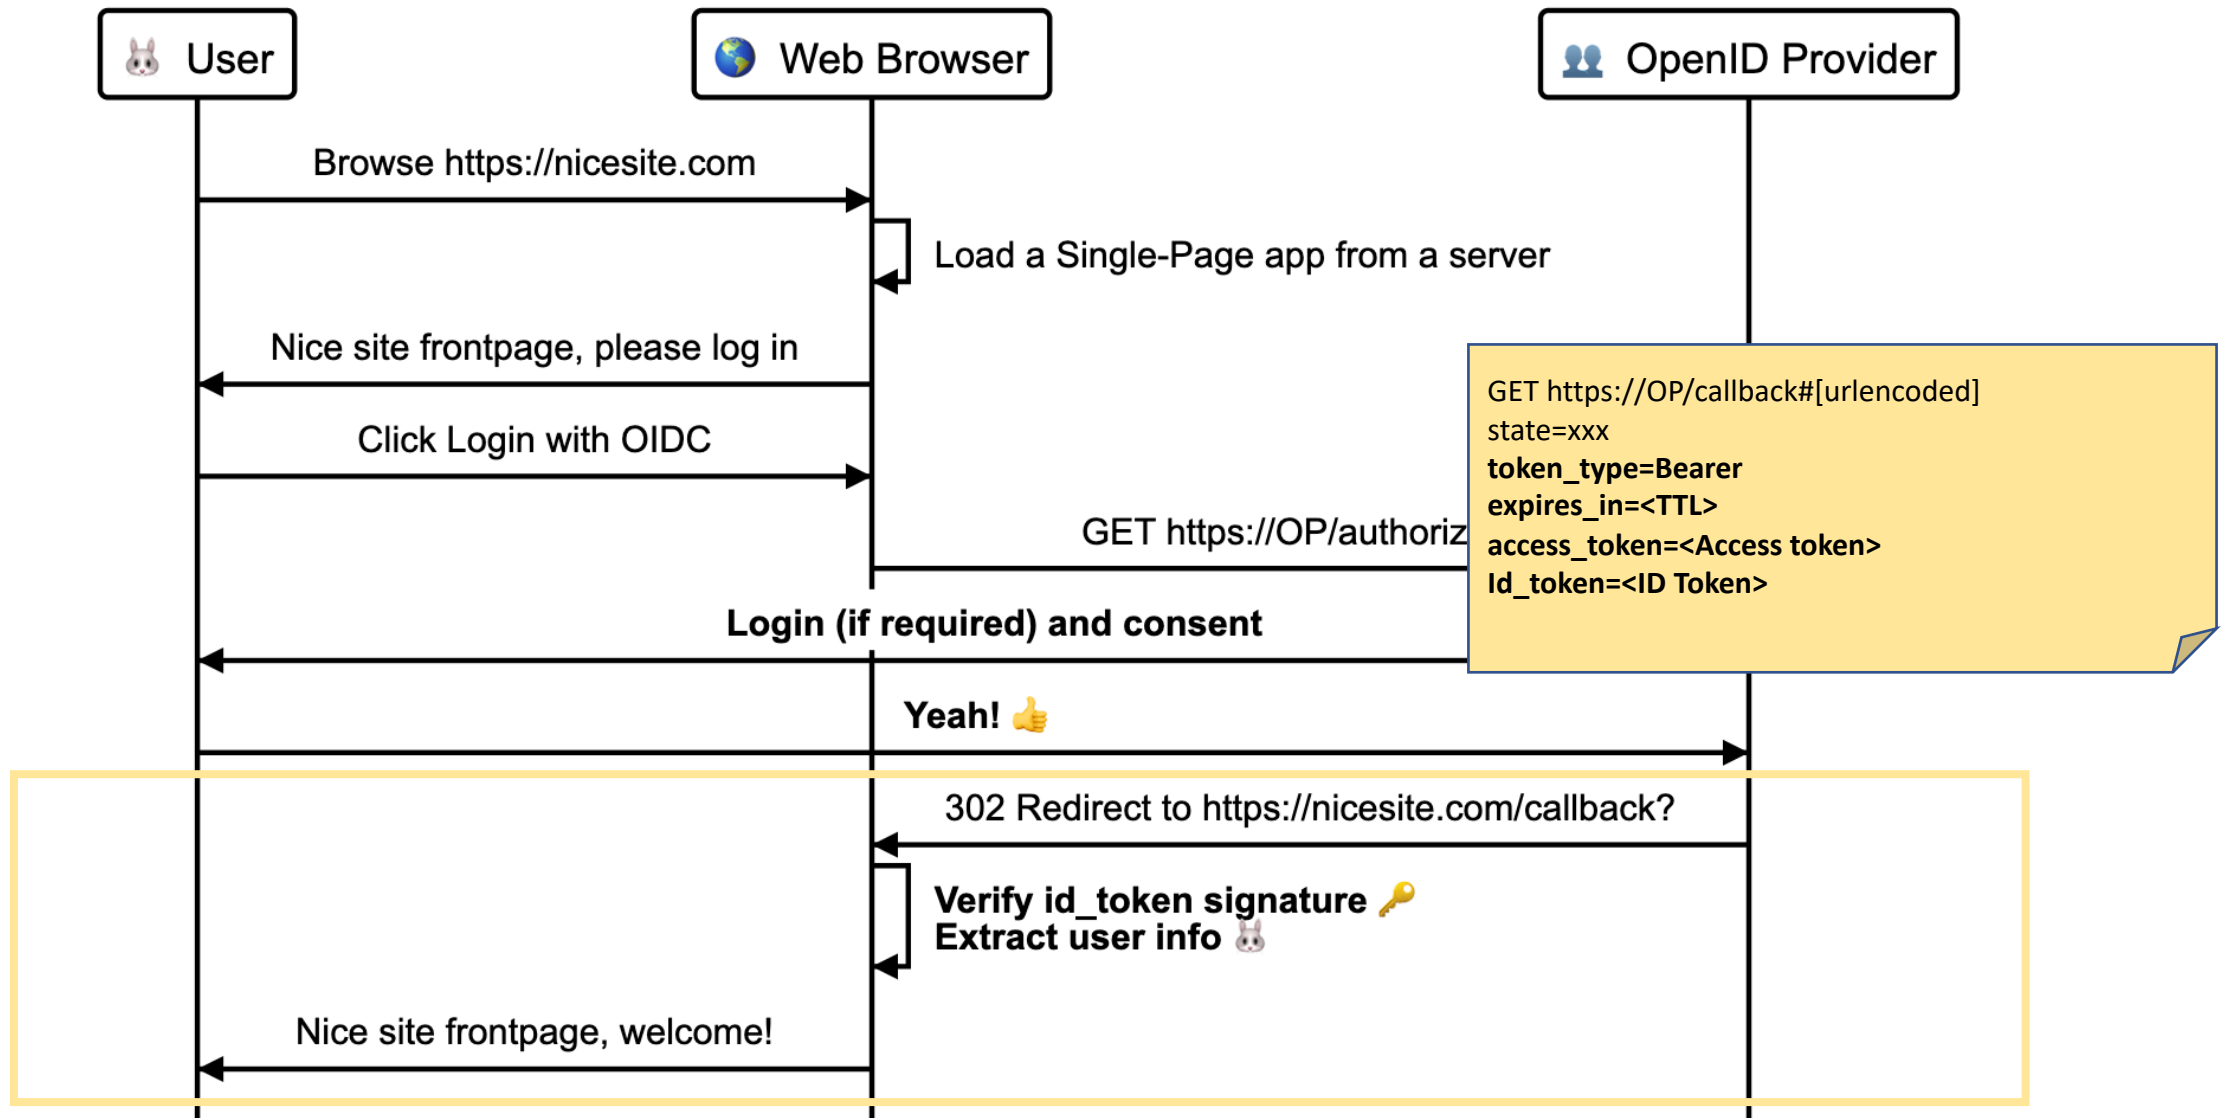 User
Web Browser
OpenID Provider
Browse https://nicesite.com
Load a Single-Page app from a server
Nice site frontpage, please log in
Click Login with OIDC
GET https://OP/authoriz
GET https://OP/callback#[urlencoded]
state=xxx
token_type=Bearer
expires_in=<TTL>
access_token=<Access token>
Id_token=<ID Token>
Login (if required) and consent
Yeah! 👍
302 Redirect to https://nicesite.com/callback?
Verify id_token signature 🔑
Extract user info 🐰
Nice site frontpage, welcome!